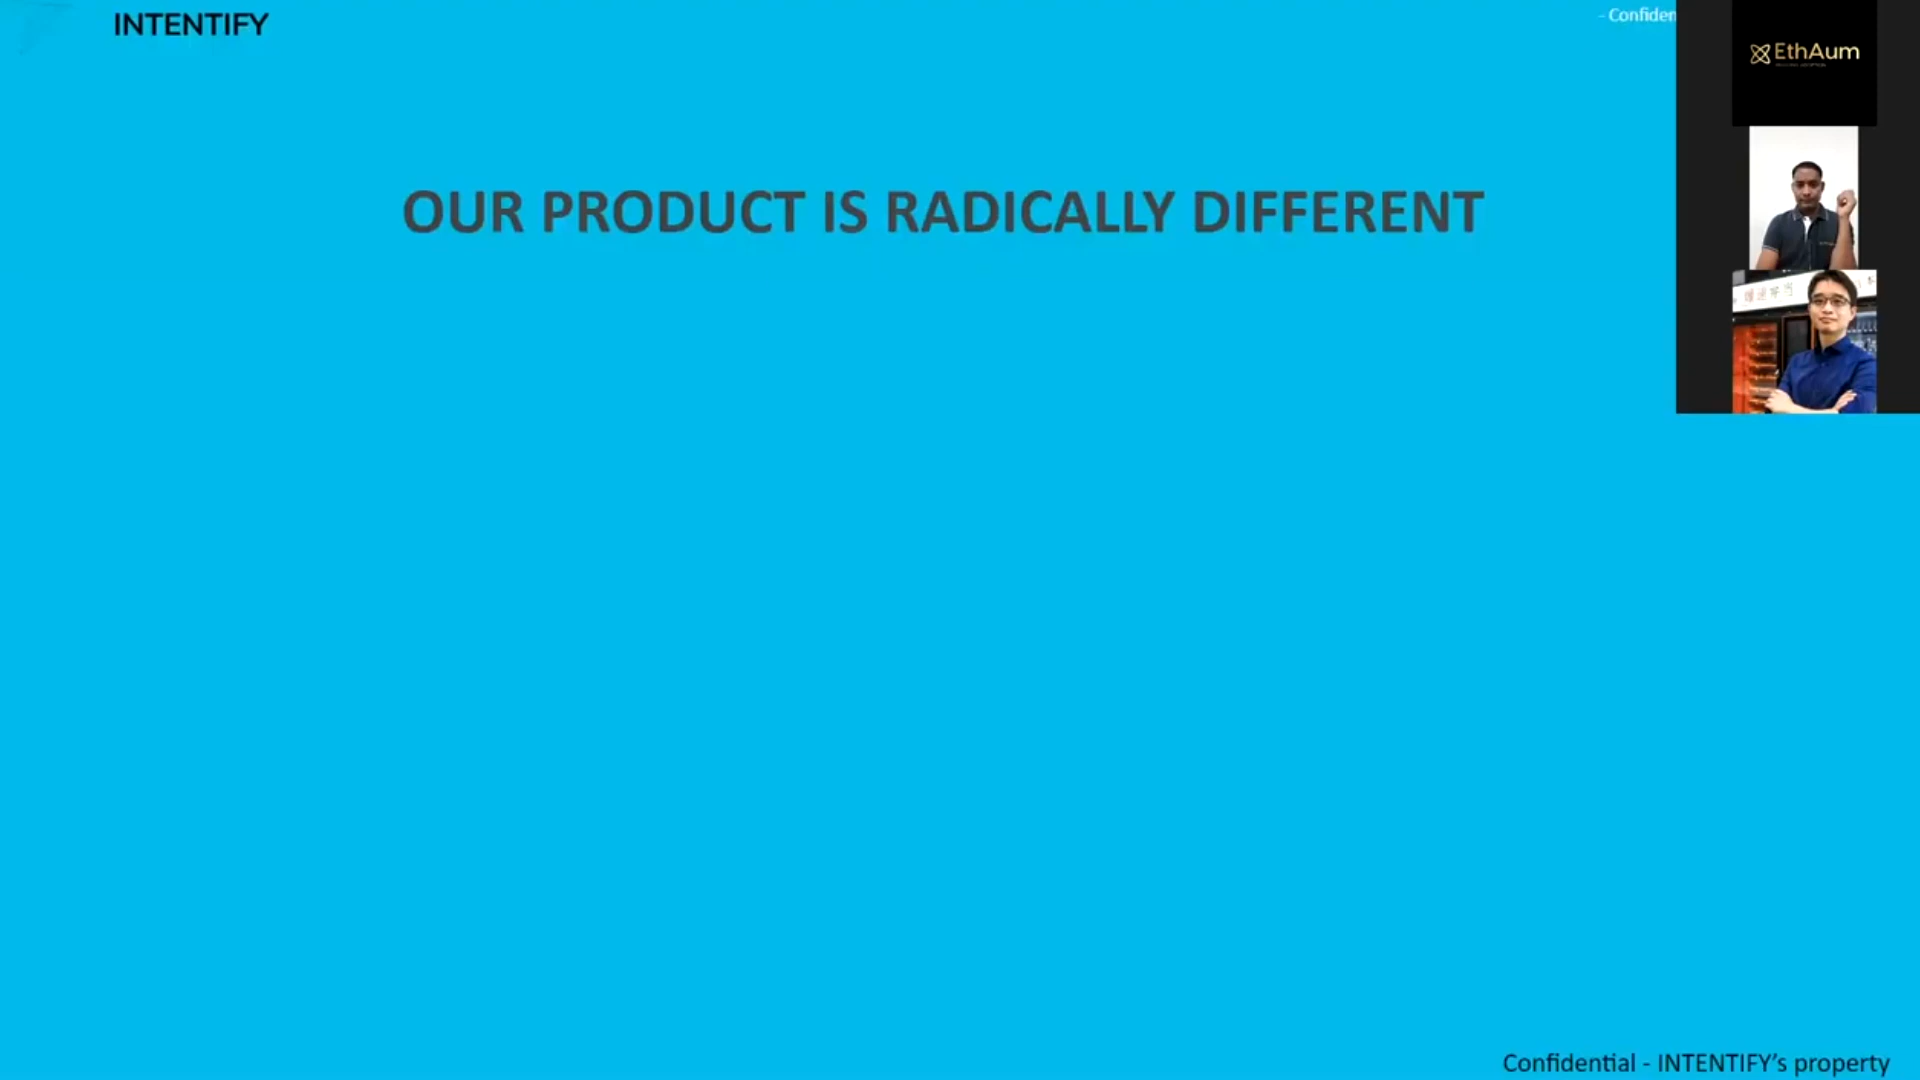 INTENTIFY
- Confiden
EthAum
OUR PRODUCT IS RADICALLY DIFFERENT
Confidential - INTENTIFY’s property